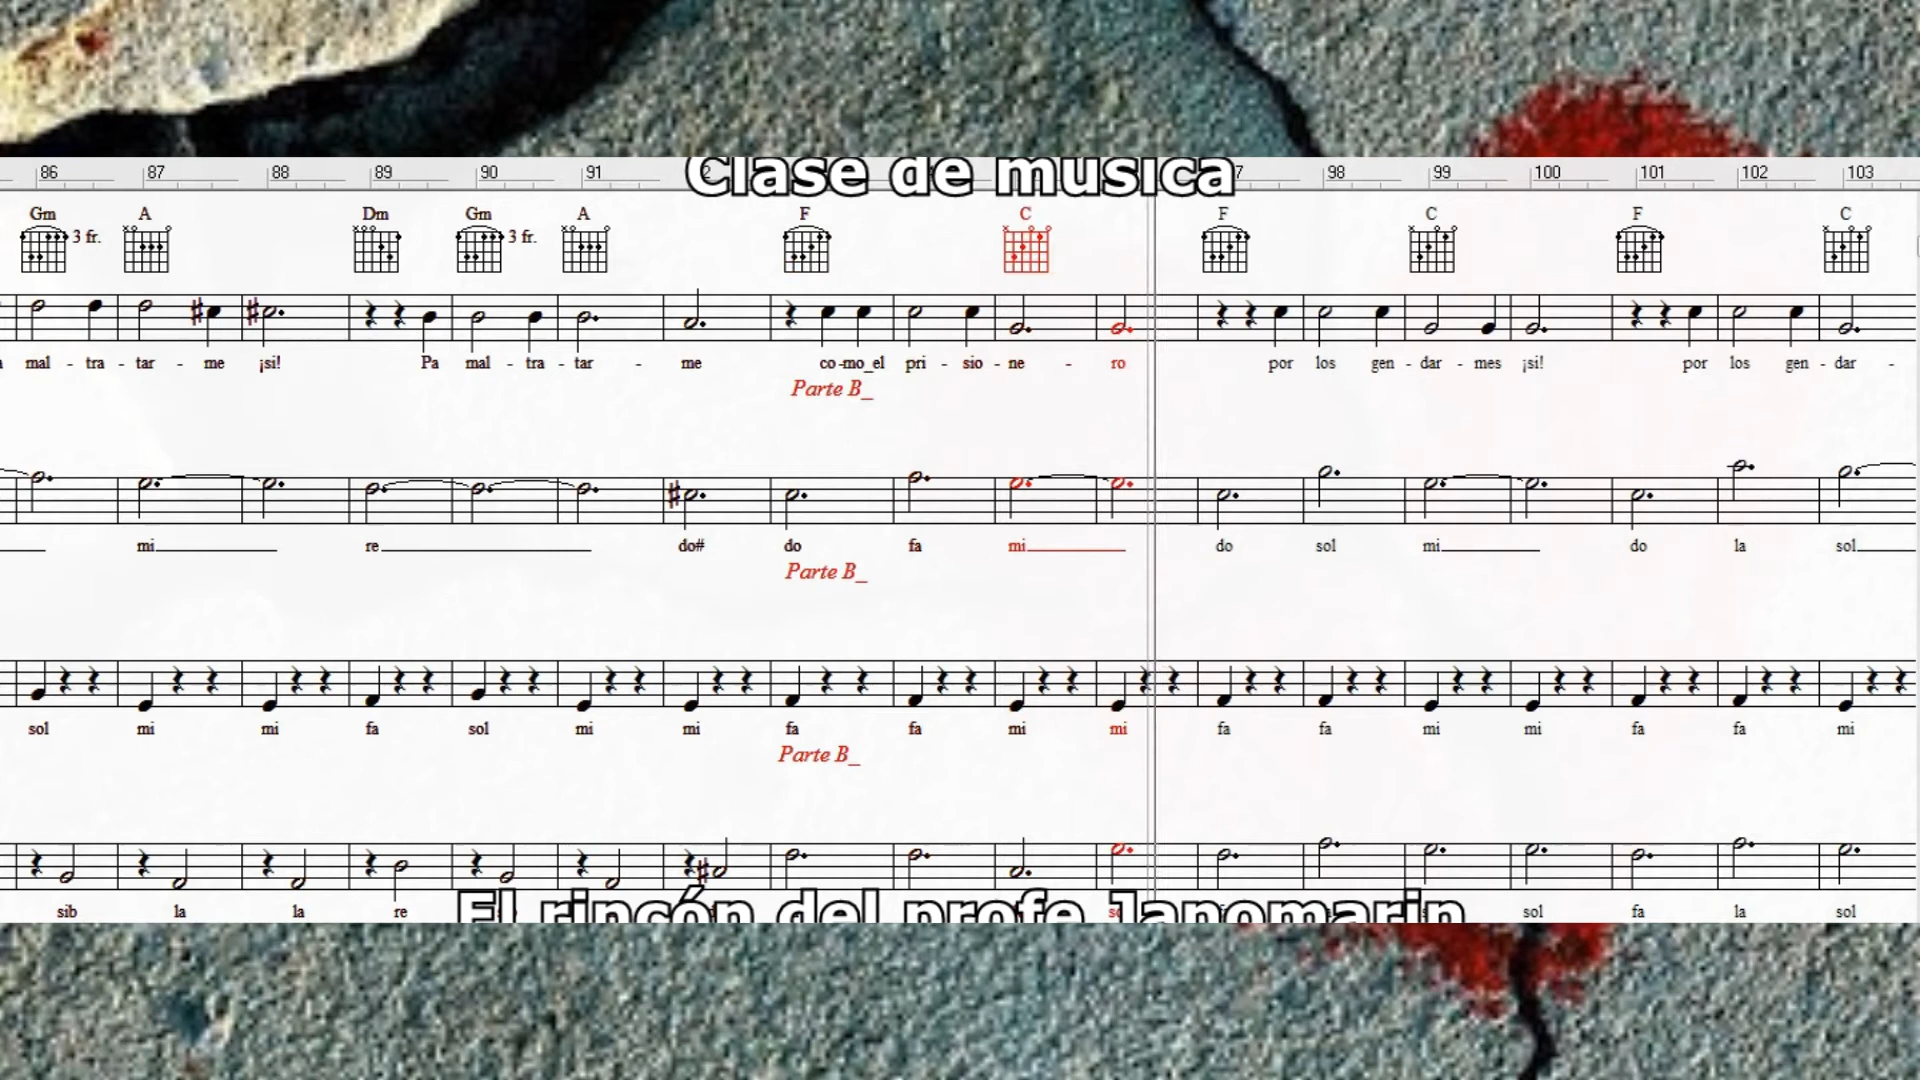 Clase de musica
86 87 88 89 90 91 98 99 100 101 102 103
Gm A Dm Gm A F C F C F C
3 fr. 3 fr.
mal - tra - tar - me ¡si! Pa mal - tra - tar - me co-mo_el pri - sio - ne - ro por los gen - dar - mes ¡si! por los gen - dar -
Parte B_
mi re do# do fa mi do sol mi do la sol
Parte B_
sol mi mi fa sol mi mi fa fa mi mi fa fa mi mi fa fa mi
Parte B_
sib la la re sol fa la sol
El rincón del profe Janomarin